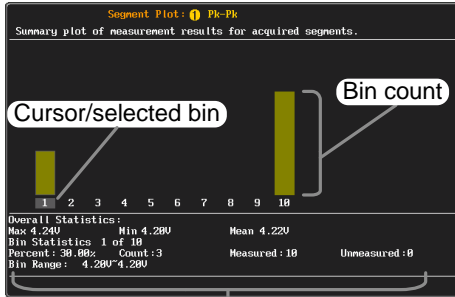 Segment Plot: 1 Pk-Pk
Summary plot of measurement results for acquired segments.
Bin count
Cursor/selected bin
1 2 3 4 5 6 7 8 9 10
Overall Statistics:
Max 4.24V Min 4.20V Mean 4.22V
Bin Statistics 1 of 10
Percent: 30.00% Count:3 Measured:10 Unmeasured:0
Bin Range: 4.20V~4.20V